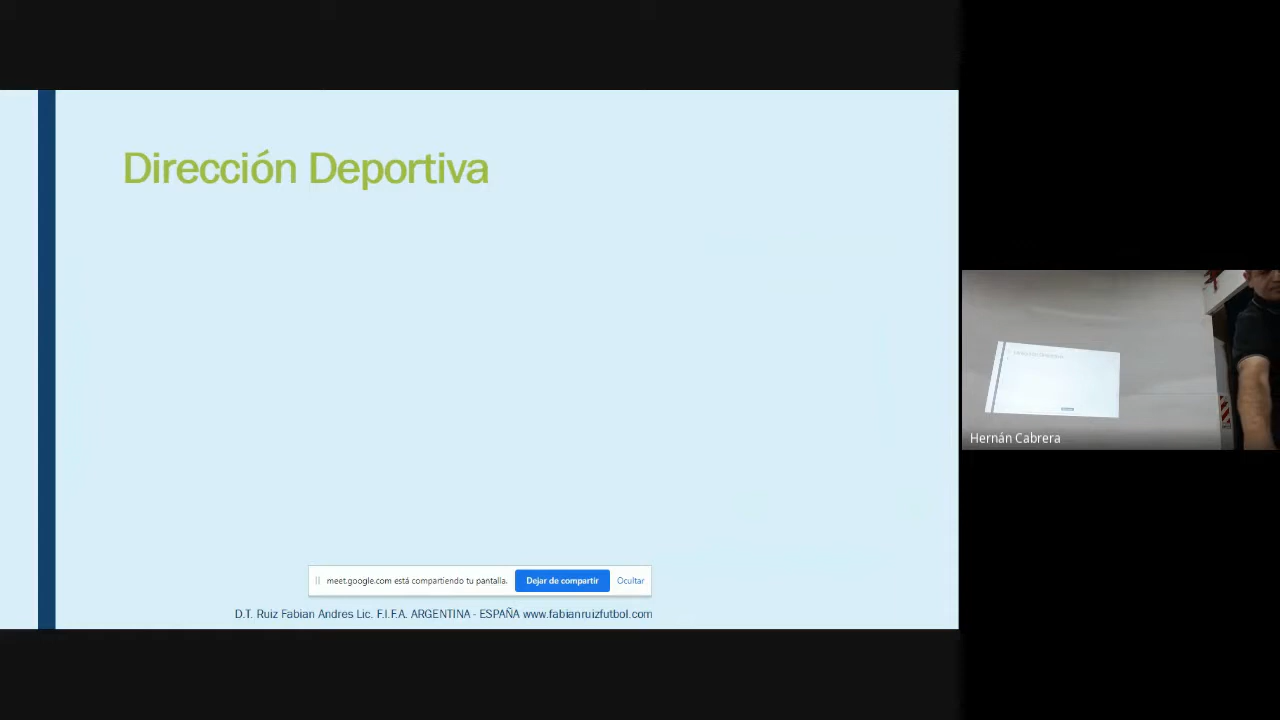 Dirección Deportiva
meet.google.com está compartiendo tu pantalla.
Dejar de compartir
Ocultar
D.T. Ruiz Fabian Andres Lic. F.I.F.A. ARGENTINA - ESPAÑA www.fabianruizfutbol.com
Hernán Cabrera